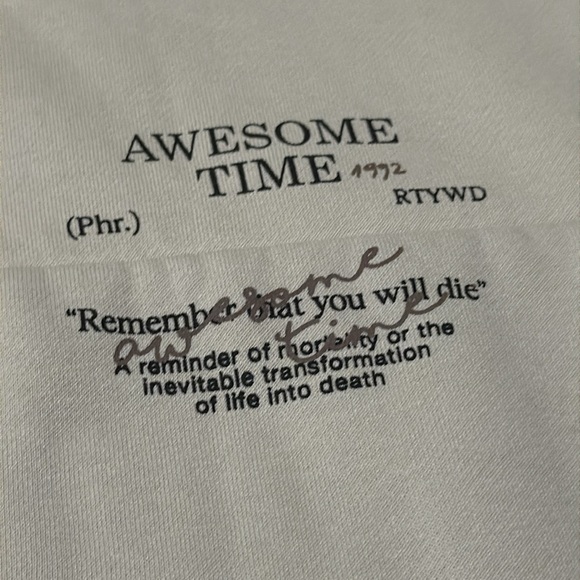 AWESOME
TIME 1992
RTYWD
(Phr.)
“Remember that you will die”
awesome
time
A reminder of mortality or the
inevitable transformation
of life into death